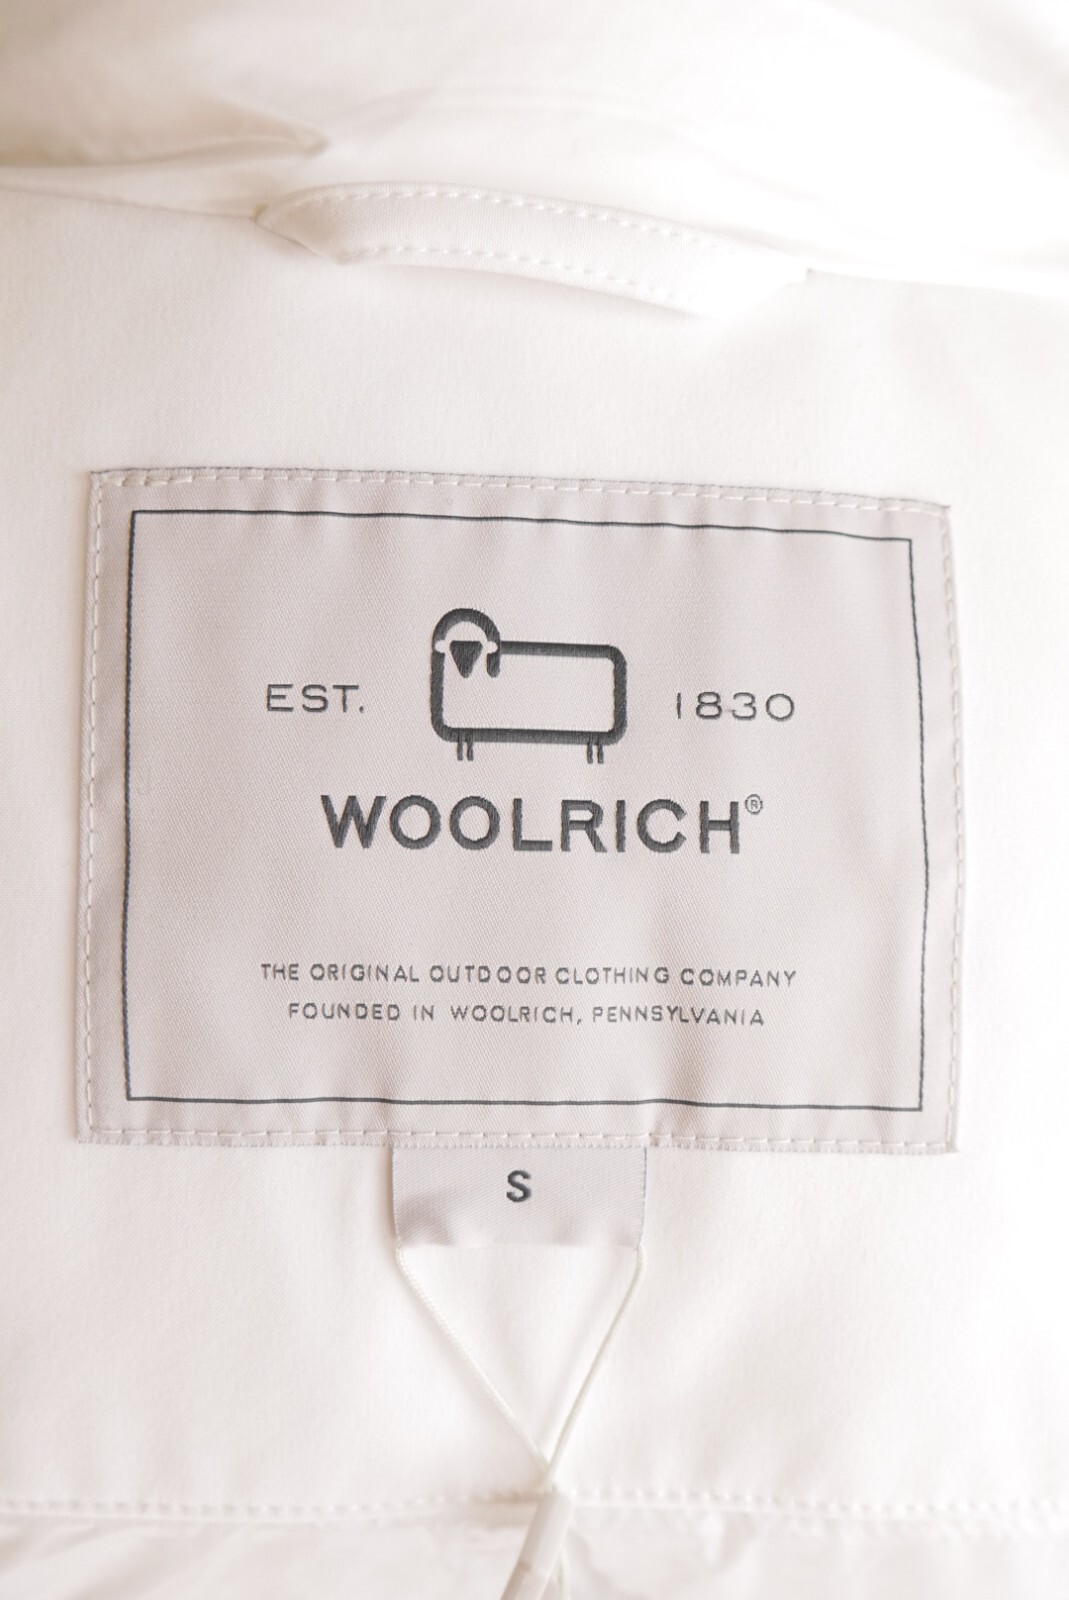 EST. 1830
WOOLRICH®
THE ORIGINAL OUTDOOR CLOTHING COMPANY
FOUNDED IN WOOLRICH, PENNSYLVANIA
S